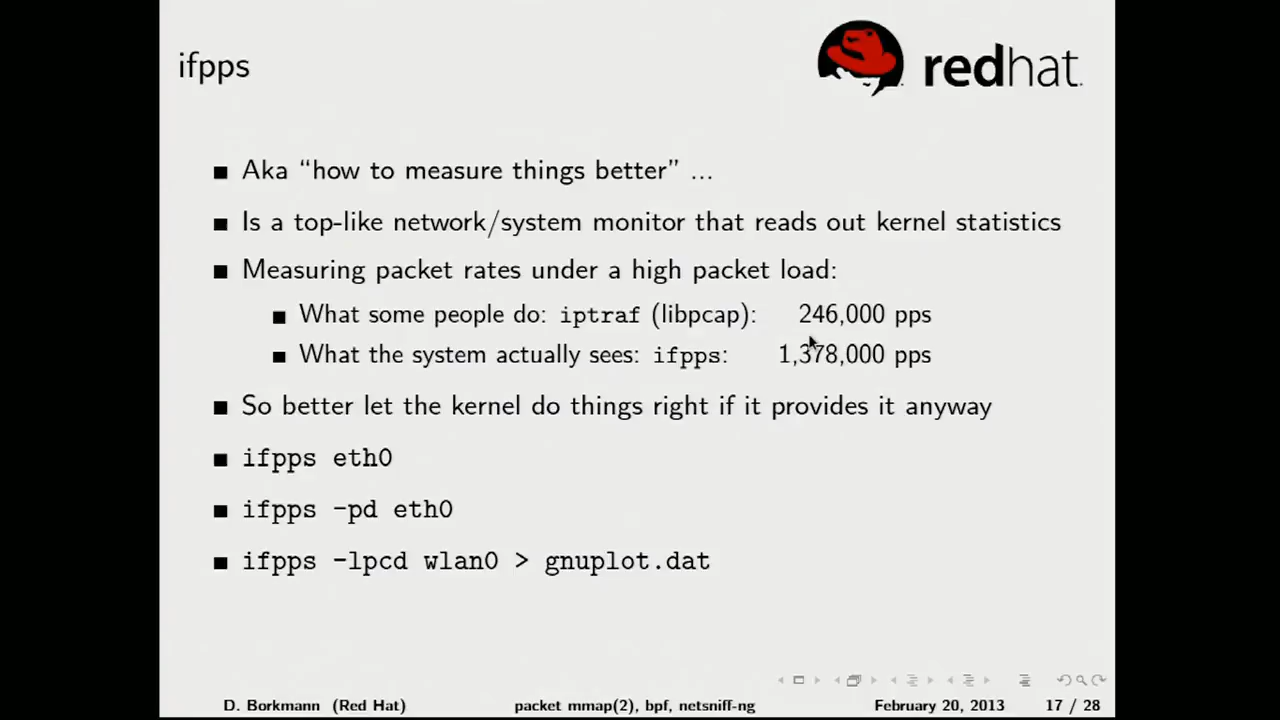 ifpps
redhat.
Aka “how to measure things better” ...
Is a top-like network/system monitor that reads out kernel statistics
Measuring packet rates under a high packet load:
What some people do: iptraf (libpcap): 246,000 pps
What the system actually sees: ifpps: 1,378,000 pps
So better let the kernel do things right if it provides it anyway
ifpps eth0
ifpps -pd eth0
ifpps -lpcd wlan0 > gnuplot.dat
D. Borkmann (Red Hat) packet mmap(2), bpf, netsniff-ng February 20, 2013 17 / 28